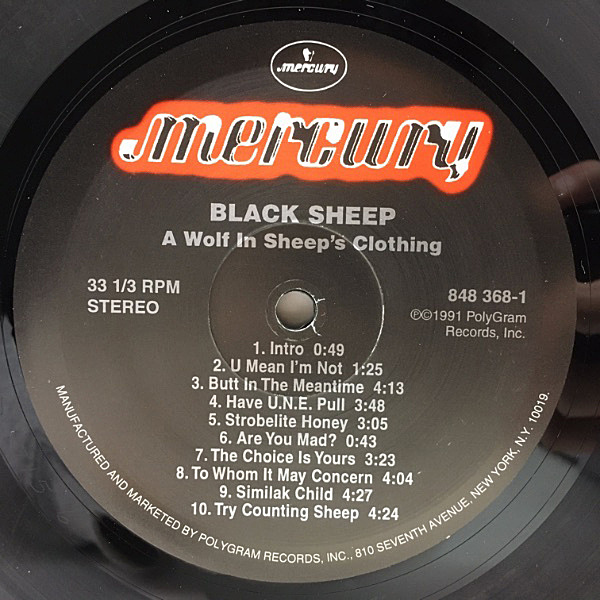 mercury
mercury
BLACK SHEEP
A Wolf In Sheep's Clothing
33 1/3 RPM
STEREO
848 368-1
℗©1991 PolyGram
Records, Inc.
1. Intro 0:49
2. U Mean I'm Not 1:25
3. Butt In The Meantime 4:13
4. Have U.N.E. Pull 3:48
5. Strobelite Honey 3:05
6. Are You Mad? 0:43
7. The Choice Is Yours 3:23
8. To Whom It May Concern 4:04
9. Similak Child 4:27
10. Try Counting Sheep 4:24
MANUFACTURED AND MARKETED BY POLYGRAM RECORDS, INC., 810 SEVENTH AVENUE, NEW YORK, N.Y. 10019.